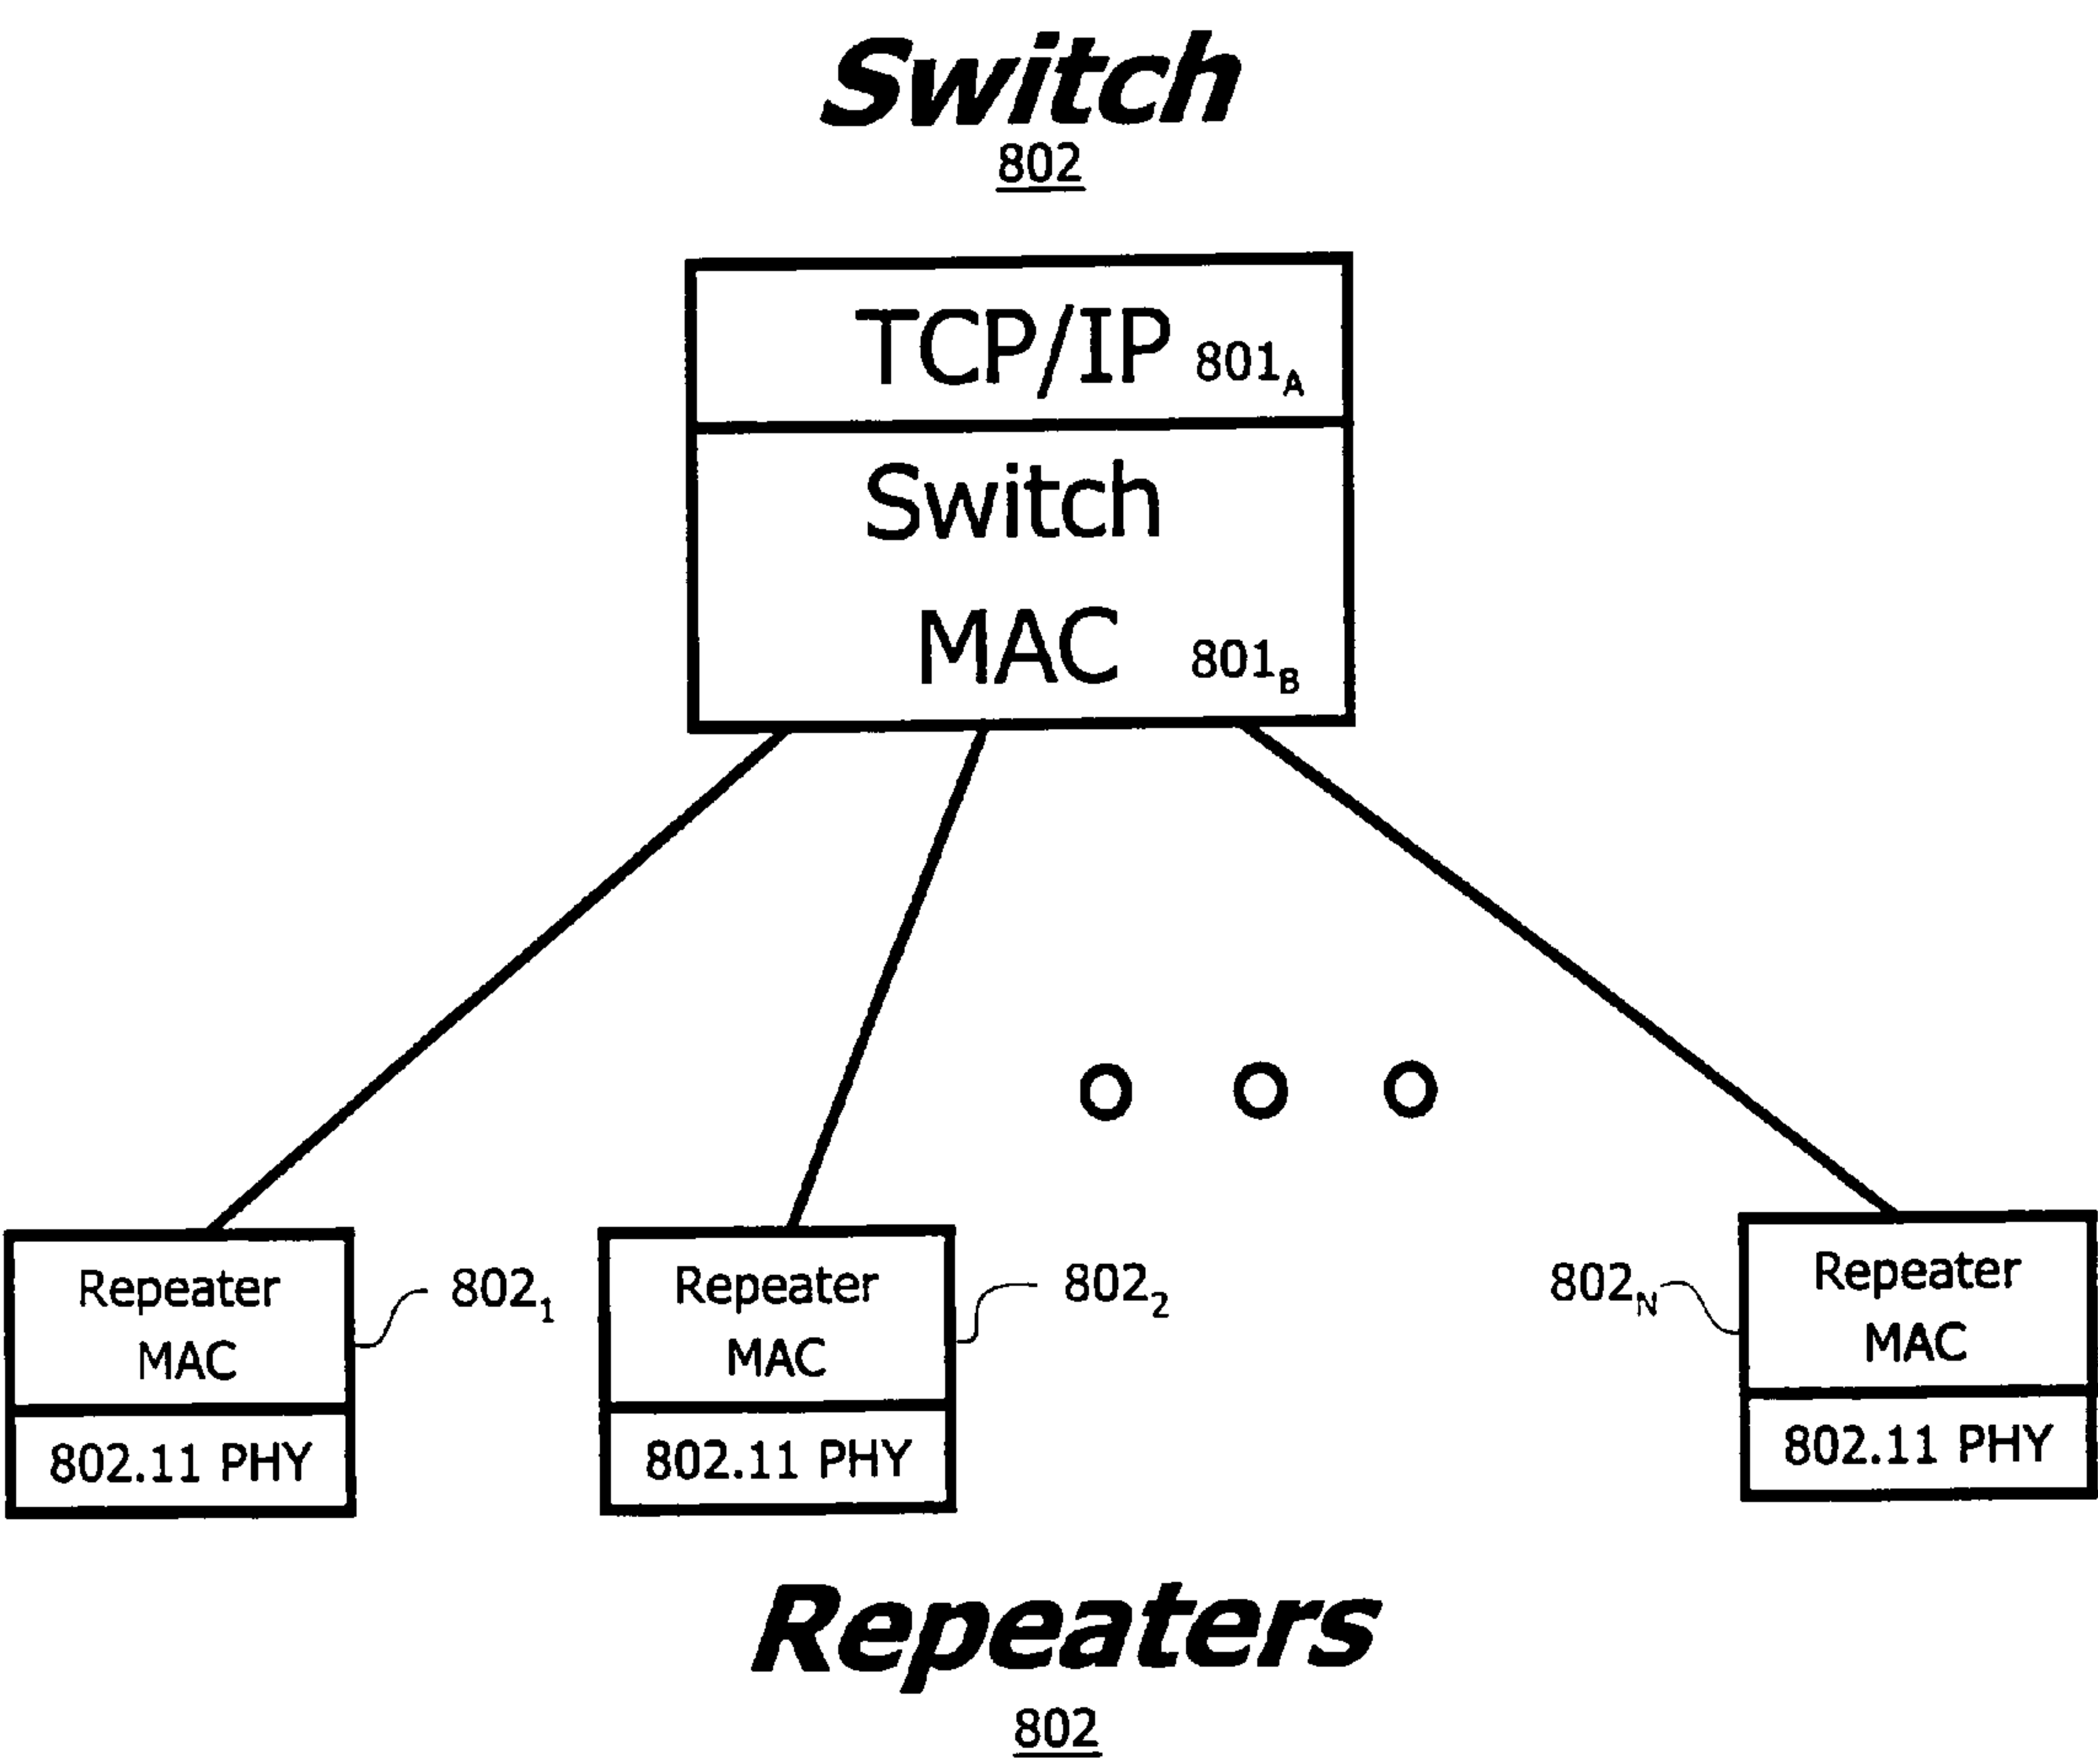 Switch
802
TCP/IP 801A
Switch
MAC 801B
Repeater
MAC
802.11 PHY
8021
Repeater
MAC
802.11 PHY
8022
802N
Repeater
MAC
802.11 PHY
Repeaters
802